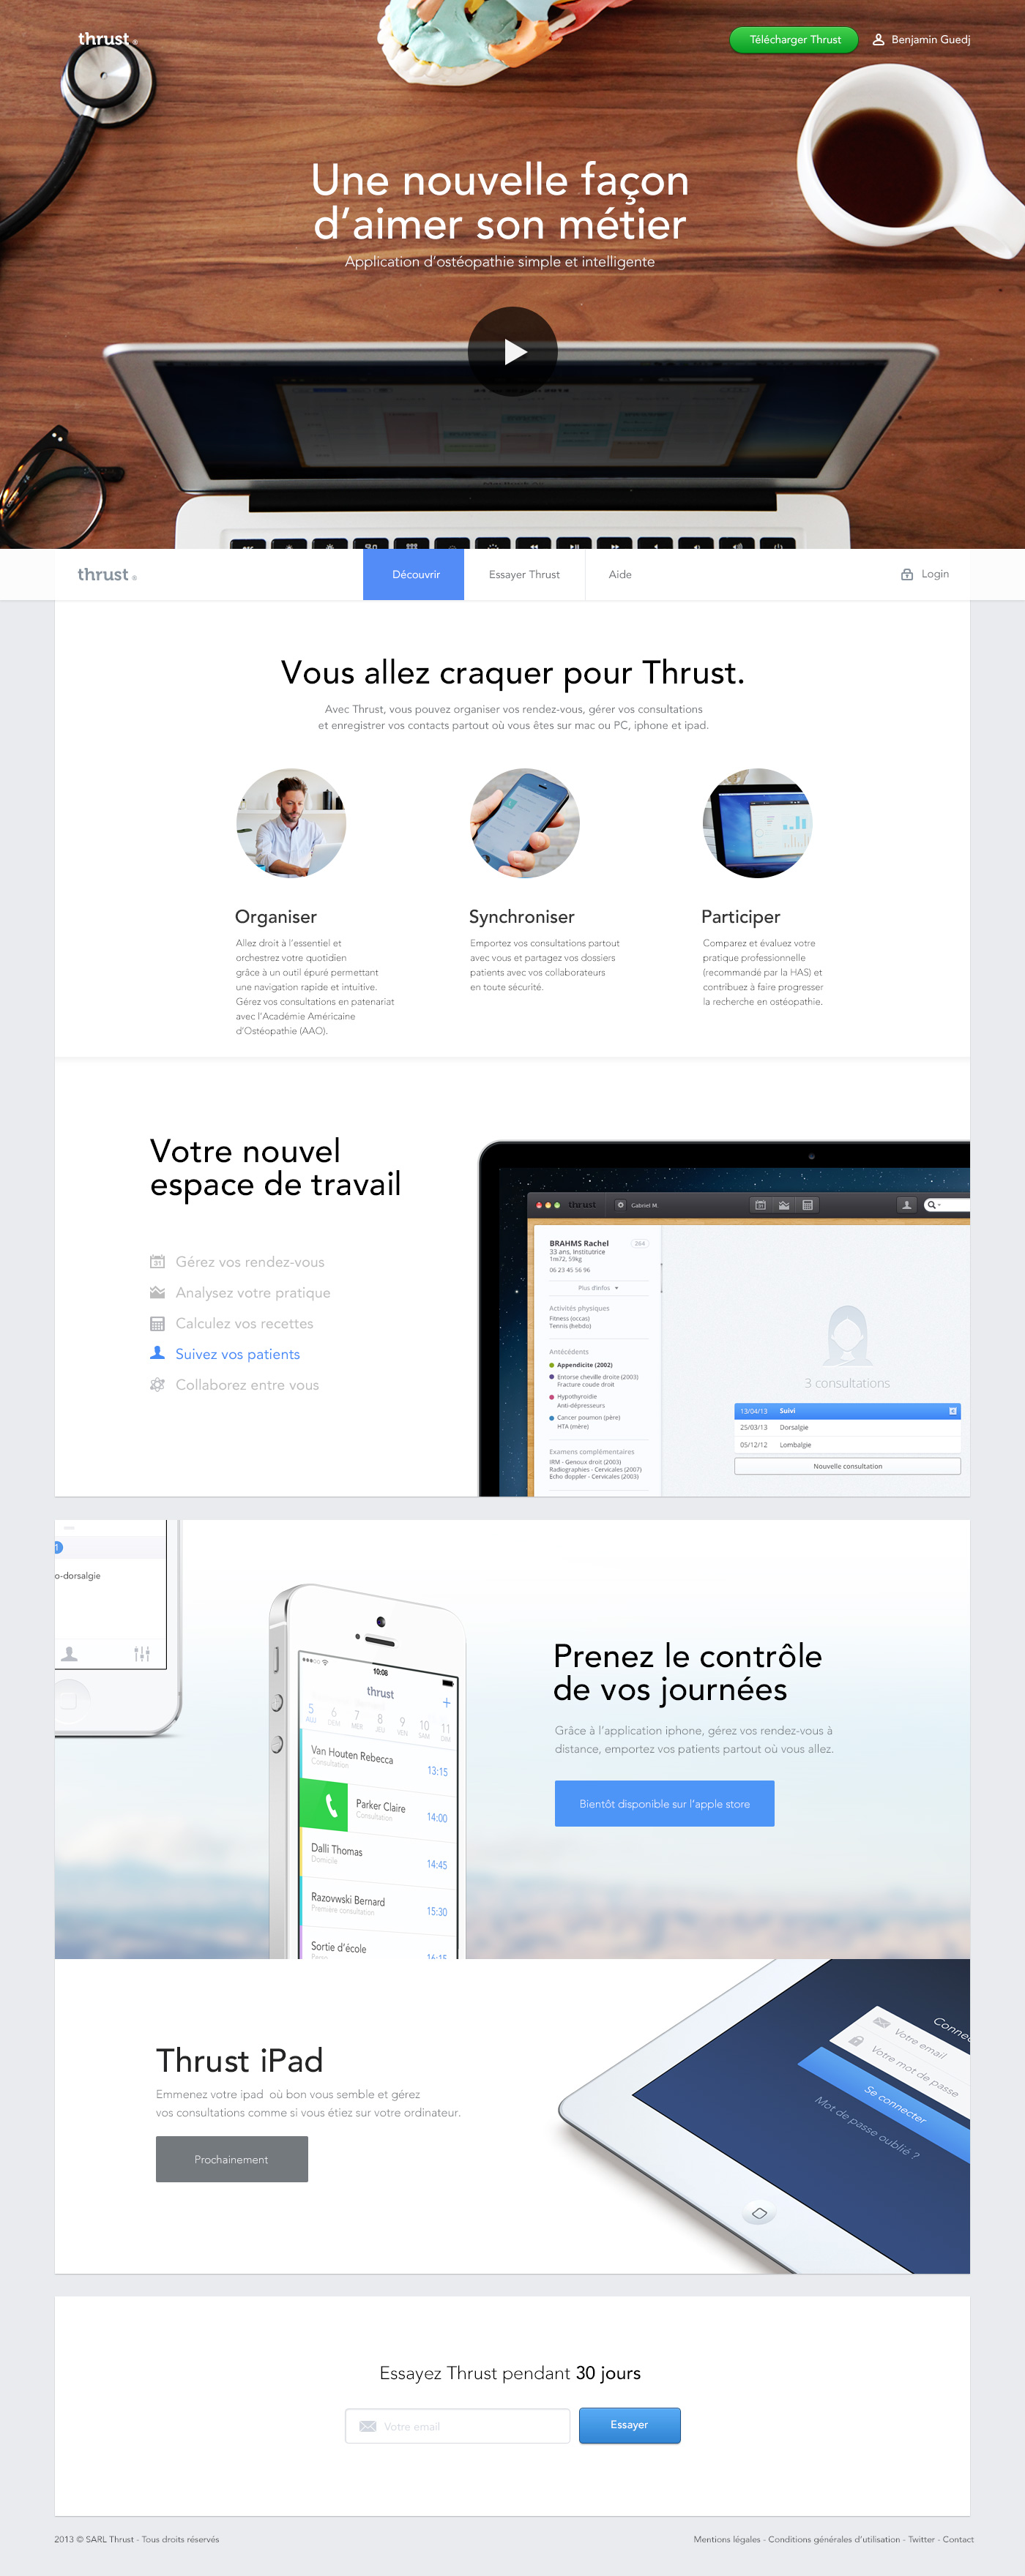 thrust
Télécharger Thrust
Benjamin Guedj
Une nouvelle façon
d'aimer son métier
Application d'ostéopathie simple et intelligente
thrust
Découvrir
Essayer Thrust
Aide
Login
Vous allez craquer pour Thrust.
Avec Thrust, vous pouvez organiser vos rendez-vous, gérer vos consultations
et enregistrer vos contacts partout où vous êtes sur mac ou PC, iphone et ipad.
Organiser
Allez droit à l'essentiel et
orchestrez votre quotidien
grâce à un outil épuré permettant
une navigation rapide et intuitive.
Gérez vos consultations en patenariat
avec l'Académie Américaine
d'Ostéopathie (AAO).
Synchroniser
Emportez vos consultations partout
avec vous et partagez vos dossiers
patients avec vos collaborateurs
en toute sécurité.
Participer
Comparez et évaluez votre
pratique professionnelle
(recommandé par la HAS) et
contribuez à faire progresser
la recherche en ostéopathie.
Votre nouvel
espace de travail
31 Gérez vos rendez-vous
Analysez votre pratique
Calculez vos recettes
Suivez vos patients
Collaborez entre vous
thrust
Gabriel M.
BRAHMS Rachel
264
33 ans, Institutrice
1m72, 59kg
06 23 45 56 96
Plus d'infos
Activités physiques
Fitness (occas)
Tennis (hebdo)
Antécédents
Appendicite (2002)
Entorse cheville droite (2003)
Fracture coude droit
Hypothyroïdie
Anti-dépresseurs
Cancer poumon (père)
HTA (mère)
Examens complémentaires
IRM - Genoux droit (2003)
Radiographies - Cervicales (2007)
Echo doppler - Cervicales (2003)
3 consultations
13/04/13 Suivi
25/03/13 Dorsalgie
05/12/12 Lombalgie
Nouvelle consultation
o-dorsalgie
10:08
thrust
+
5 6 7 8 9 10 11
AUJ DEM MER JEU VEN SAM DIM
Van Houten Rebecca
Consultation
13:15
Parker Claire
Consultation
14:00
Dalli Thomas
Domicile
14:45
Razovwski Bernard
Première consultation
15:30
Sortie d'école
Perso
16:15
Prenez le contrôle
de vos journées
Grâce à l'application iphone, gérez vos rendez-vous à
distance, emportez vos patients partout où vous allez.
Bientôt disponible sur l'apple store
Thrust iPad
Emmenez votre ipad où bon vous semble et gérez
vos consultations comme si vous étiez sur votre ordinateur.
Prochainement
Connec
Votre email
Votre mot de passe
Se connecter
Mot de passe oublié ?
Essayez Thrust pendant 30 jours
Votre email
Essayer
2013 © SARL Thrust - Tous droits réservés
Mentions légales - Conditions générales d'utilisation - Twitter - Contact